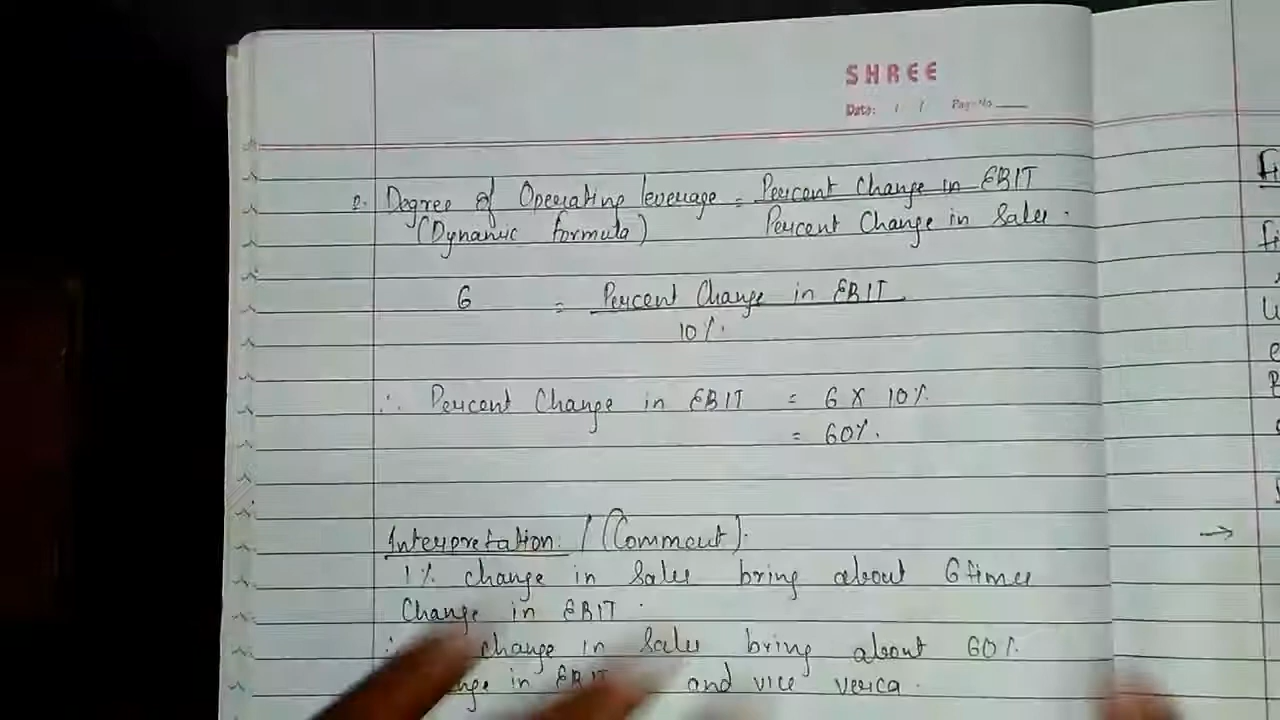 SHREE
Date: / / Page No.
2. Degree of Operating leverage = Percent Change in EBIT
(Dynamic formula) Percent Change in Sales.
6 = Percent Change in EBIT
10%.
∴ Percent Change in EBIT = 6 X 10%.
= 60%.
Interpretation. / (Comment).
1% change in Sales bring about 6 times
Change in EBIT.
∴ change in Sales bring about 60%.
in EBIT and vice versa.